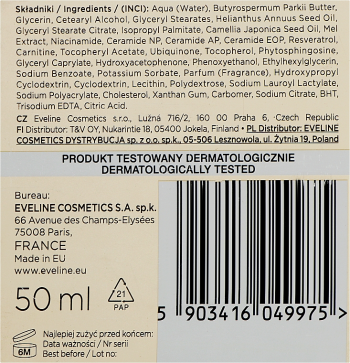 Składniki / Ingredients / (INCI): Aqua (Water), Butyrospermum Parkii Butter,
Glycerin, Cetearyl Alcohol, Glyceryl Stearates, Helianthus Annuus Seed Oil,
Glyceryl Stearate Citrate, Isopropyl Palmitate, Camellia Japonica Seed Oil, Mel
Extract, Niacinamide, Ceramide NP, Ceramide AP, Ceramide EOP, Resveratrol,
Carnitine, Tocopheryl Acetate, Ubiquinone, Tocopherol, Phytosphingosine,
Glyceryl Caprylate, Hydroxyacetophenone, Phenoxyethanol, Ethylhexylglycerin,
Sodium Benzoate, Potassium Sorbate, Parfum (Fragrance), Hydroxypropyl
Cyclodextrin, Cyclodextrin, Lecithin, Polydextrose, Sodium Lauroyl Lactylate,
Sodium Polyacrylate, Cholesterol, Xanthan Gum, Carbomer, Sodium Citrate, BHT,
Trisodium EDTA, Citric Acid.
CZ Eveline Cosmetics s.r.o., Lužná 716/2, 160 00 Praha 6, Czech Republic
FI Distributor: T&V OY, Nukarintie 18, 05400 Jokela, Finland • PL Distributor: EVELINE
COSMETICS DYSTRYBUCJA sp. z o.o. sp.k., 05-506 Lesznowola, ul. Żytnia 19, Poland
PRODUKT TESTOWANY DERMATOLOGICZNIE
DERMATOLOGICALLY TESTED
Bureau:
EVELINE COSMETICS S.A. sp.k.
66 Avenue des Champs-Elysées
75008 Paris,
FRANCE
Made in EU
www.eveline.eu
50 ml
21
PAP
5 903416 049975 >
6M
Najlepiej zużyć przed końcem:
Data ważności / Nr serii
Best before / Lot no: